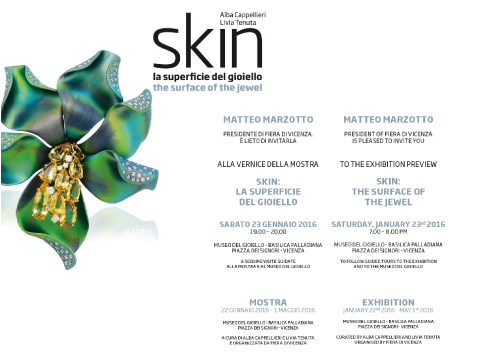 Alba Cappellieri
Livia Tenuta
skin
la superficie del gioiello
the surface of the jewel
MATTEO MARZOTTO
PRESIDENTE DI FIERA DI VICENZA,
È LIETO DI INVITARLA
ALLA VERNICE DELLA MOSTRA
SKIN:
LA SUPERFICIE
DEL GIOIELLO
SABATO 23 GENNAIO 2016
19.00 - 20.00
MUSEO DEL GIOIELLO - BASILICA PALLADIANA
PIAZZA DEI SIGNORI - VICENZA
A SEGUIRE VISITE GUIDATE
ALLA MOSTRA E AL MUSEO DEL GIOIELLO
MOSTRA
22 GENNAIO 2016 - 1 MAGGIO 2016
MUSEO DEL GIOIELLO - BASILICA PALLADIANA
PIAZZA DEI SIGNORI - VICENZA
A CURA DI ALBA CAPPELLIERI E LIVIA TENUTA
E ORGANIZZATA DA FIERA DI VICENZA
MATTEO MARZOTTO
PRESIDENT OF FIERA DI VICENZA
IS PLEASED TO INVITE YOU
TO THE EXHIBITION PREVIEW
SKIN:
THE SURFACE OF
THE JEWEL
SATURDAY, JANUARY 23rd 2016
7.00 - 8.00 PM
MUSEO DEL GIOIELLO - BASILICA PALLADIANA
PIAZZA DEI SIGNORI - VICENZA
TO FOLLOW GUIDED TOURS TO THE EXHIBITION
AND TO THE MUSEO DEL GIOIELLO
EXHIBITION
JANUARY 22nd 2016 - MAY 1st 2016
MUSEO DEL GIOIELLO - BASILICA PALLADIANA
PIAZZA DEI SIGNORI - VICENZA
CURATED BY ALBA CAPPELLIERI AND LIVIA TENUTA
ORGANISED BY FIERA DI VICENZA